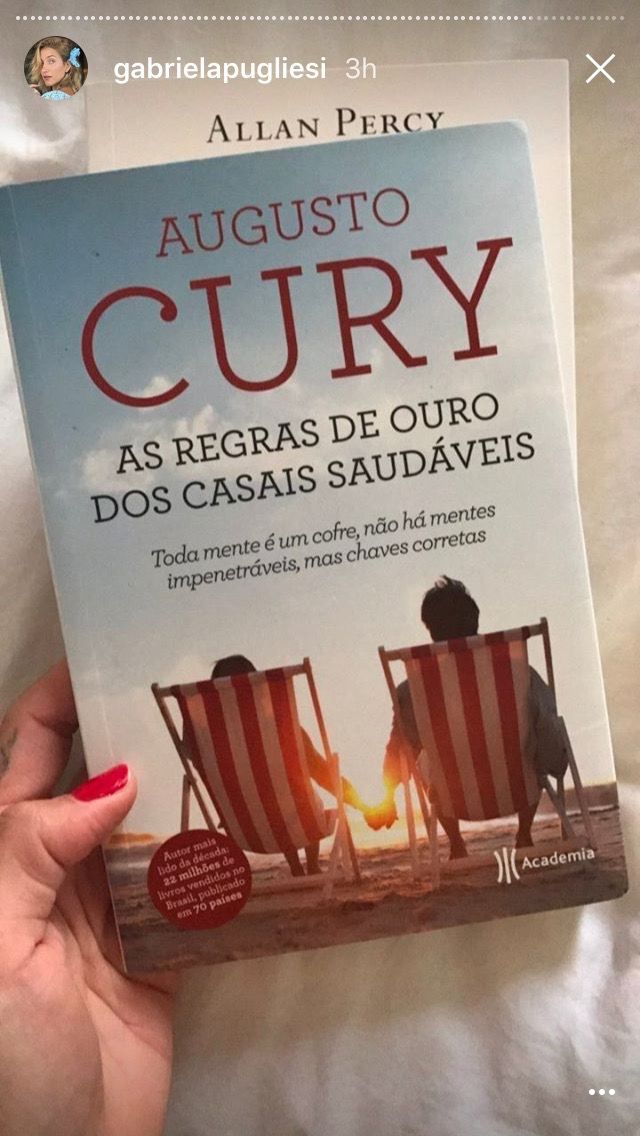 gabrielapugliesi 3h
ALLAN PERCY
AUGUSTO
CURY
AS REGRAS DE OURO
DOS CASAIS SAUDÁVEIS
Toda mente é um cofre, não há mentes
impenetráveis, mas chaves corretas
Autor mais
lido da década:
22 milhões de
livros vendidos no
Brasil, publicado
em 70 países
Academia